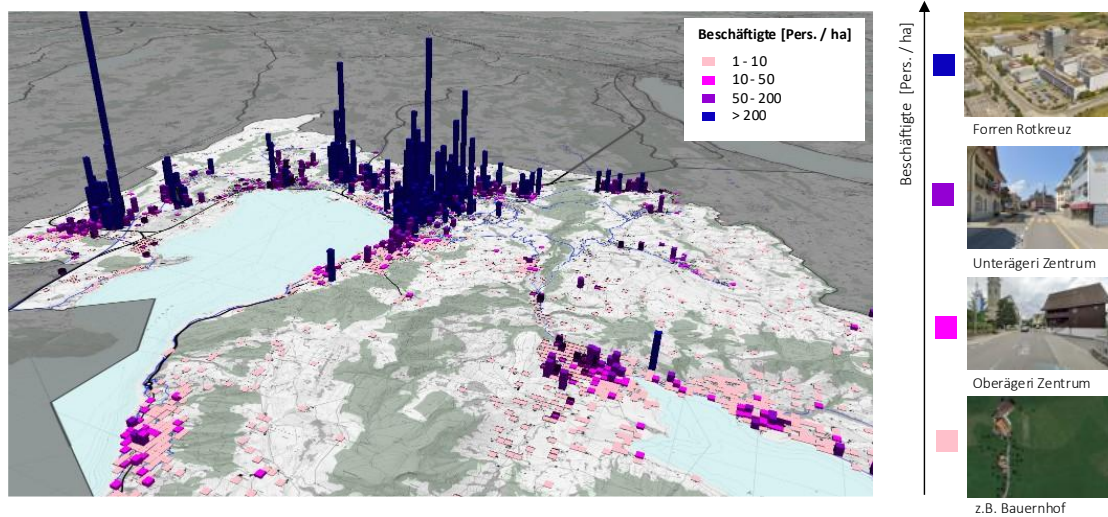 Beschäftigte [Pers. / ha]
1 - 10
10 - 50
50 - 200
> 200
Beschäftigte [Pers. / ha]
Forren Rotkreuz
Unterägeri Zentrum
Oberägeri Zentrum
z.B. Bauernhof